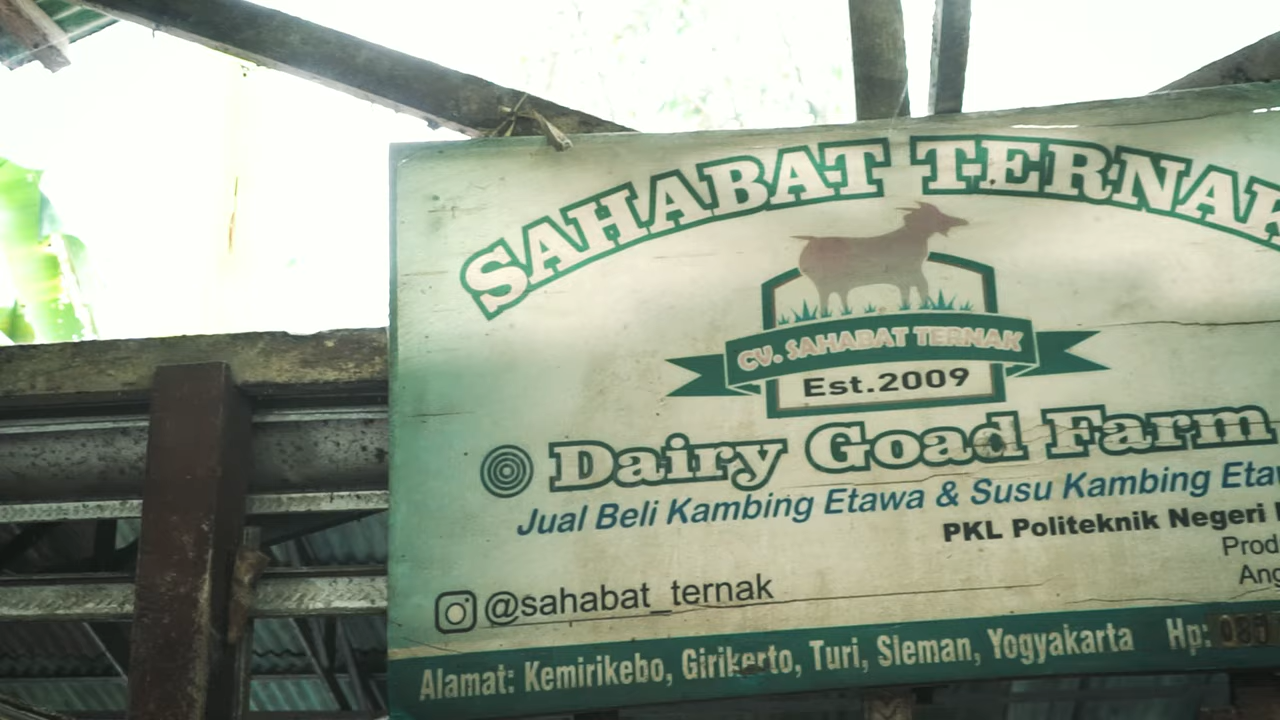 SAHABAT TERNAK
CV. SAHABAT TERNAK
Est.2009
Dairy Goad Farm
Jual Beli Kambing Etawa & Susu Kambing Etaw
PKL Politeknik Negeri
Prod
Ang
@sahabat_ternak
Alamat: Kemirikebo, Girikerto, Turi, Sleman, Yogyakarta Hp: